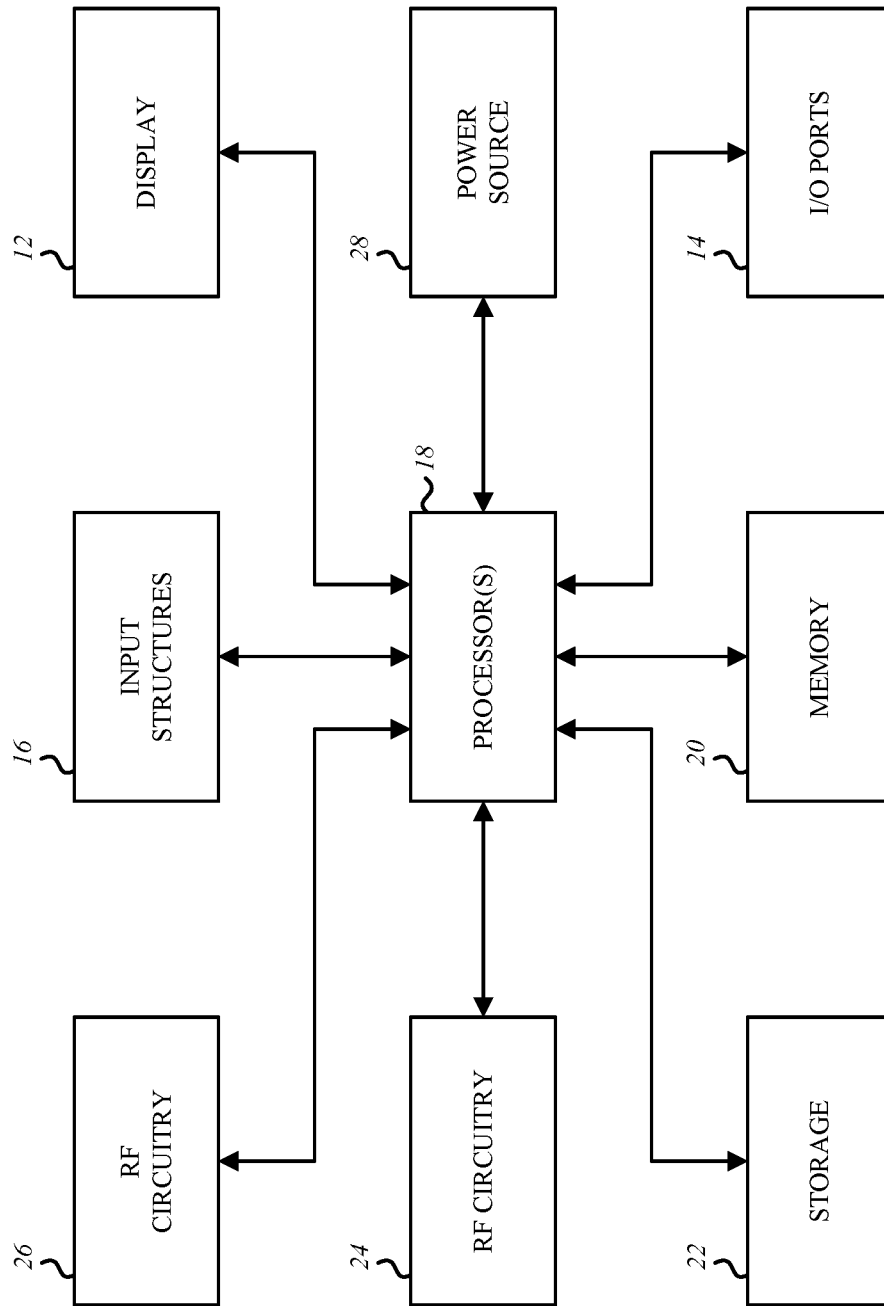 26
RF
CIRCUITRY
16
INPUT
STRUCTURES
12
DISPLAY
24
RF CIRCUITRY
18
PROCESSOR(S)
28
POWER
SOURCE
22
STORAGE
20
MEMORY
14
I/O PORTS